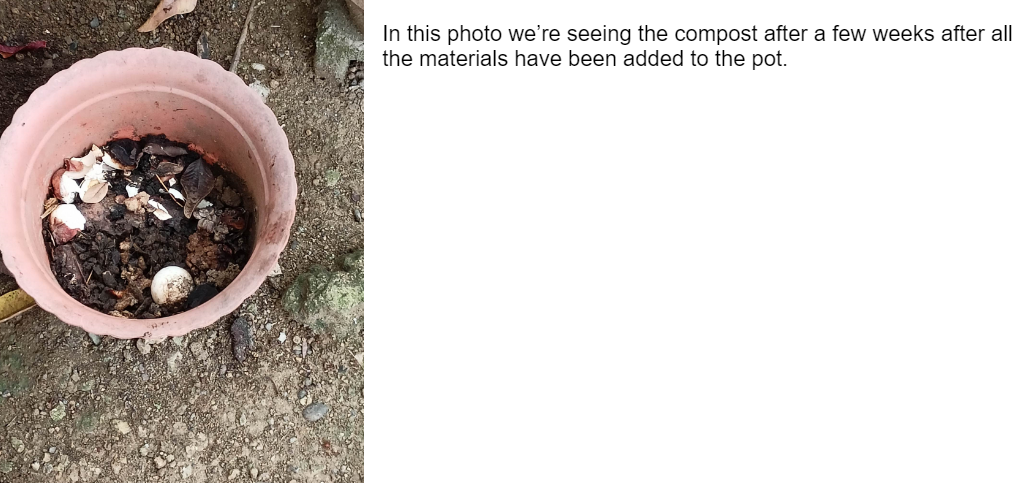 In this photo we’re seeing the compost after a few weeks after all
the materials have been added to the pot.